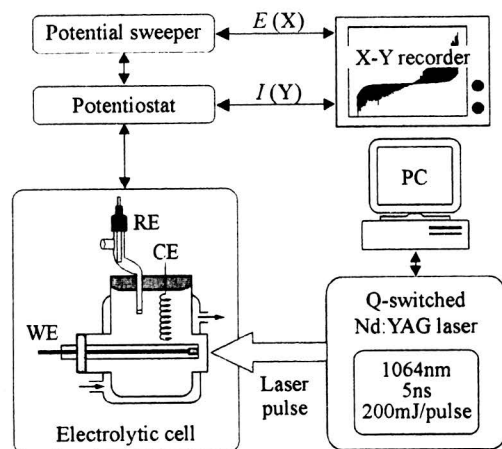 Potential sweeper
E (X)
X-Y recorder
Potentiostat
I (Y)
PC
RE
CE
WE
Q-switched
Nd:YAG laser
1064nm
5ns
200mJ/pulse
Laser
pulse
Electrolytic cell